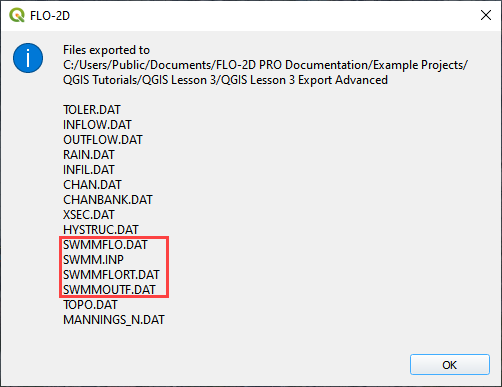 FLO-2D
Files exported to
C:/Users/Public/Documents/FLO-2D PRO Documentation/Example Projects/
QGIS Tutorials/QGIS Lesson 3/QGIS Lesson 3 Export Advanced
TOLER.DAT
INFLOW.DAT
OUTFLOW.DAT
RAIN.DAT
INFIL.DAT
CHAN.DAT
CHANBANK.DAT
XSEC.DAT
HYSTRUC.DAT
SWMMFLO.DAT
SWMM.INP
SWMMFLORT.DAT
SWMMOUTF.DAT
TOPO.DAT
MANNINGS_N.DAT
OK